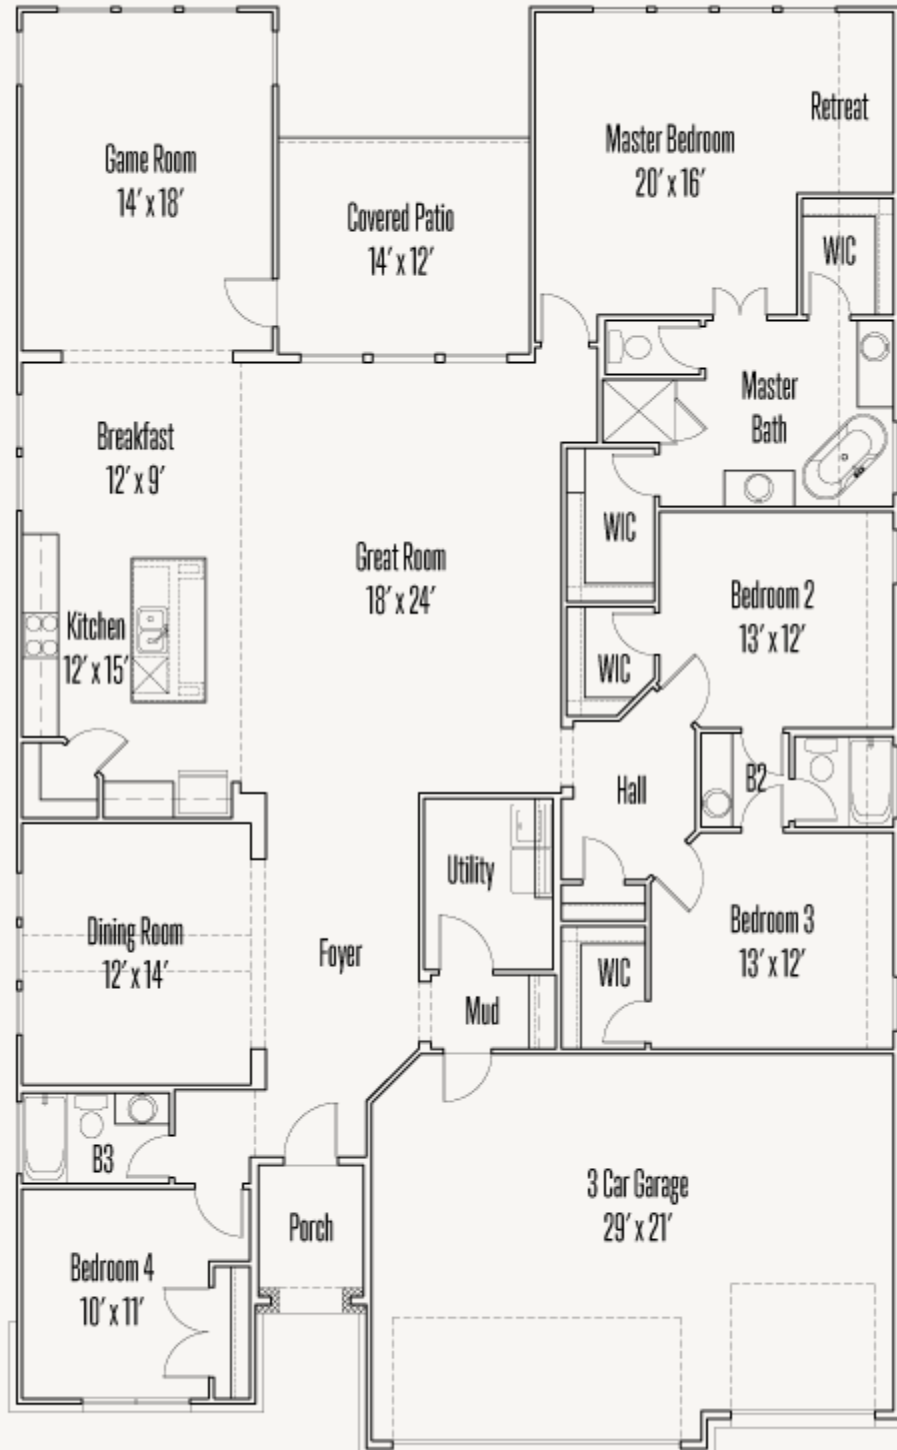 Game Room
14' x 18'
Covered Patio
14' x 12'
Master Bedroom
20' x 16'
Retreat
WIC
Master
Bath
Breakfast
12' x 9'
Great Room
18' x 24'
WIC
Kitchen
12' x 15'
Bedroom 2
13' x 12'
WIC
Hall
B2
Utility
Dining Room
12' x 14'
Foyer
Bedroom 3
13' x 12'
WIC
Mud
B3
3 Car Garage
29' x 21'
Porch
Bedroom 4
10' x 11'